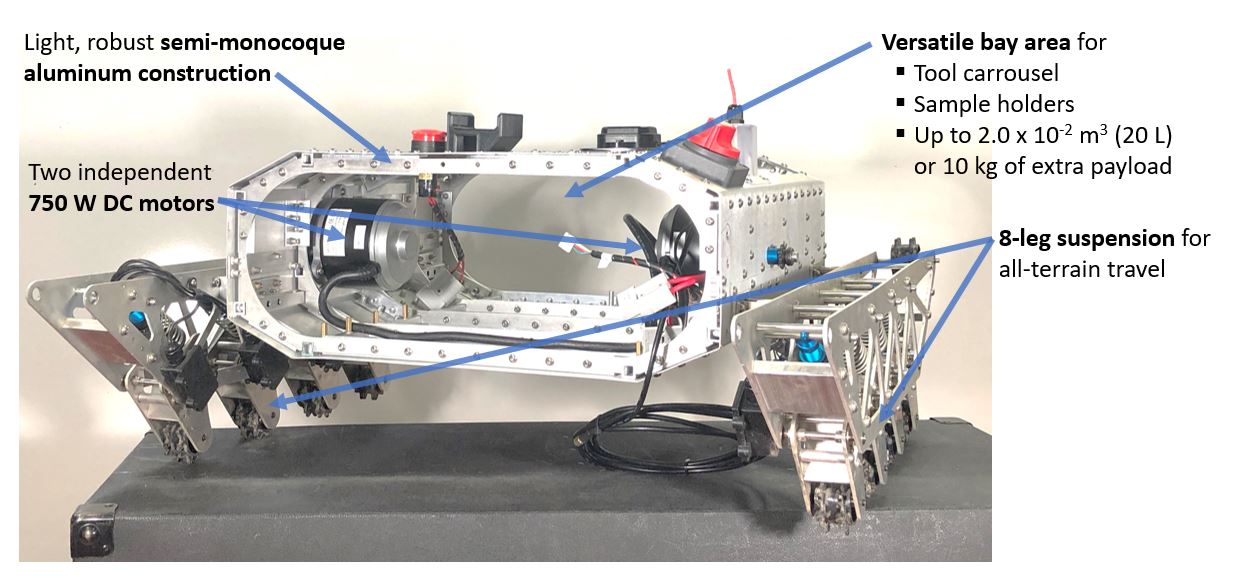 Light, robust semi-monocoque
aluminum construction
Two independent
750 W DC motors
Versatile bay area for
▪ Tool carrousel
▪ Sample holders
▪ Up to 2.0 x 10⁻² m³ (20 L)
or 10 kg of extra payload
8-leg suspension for
all-terrain travel